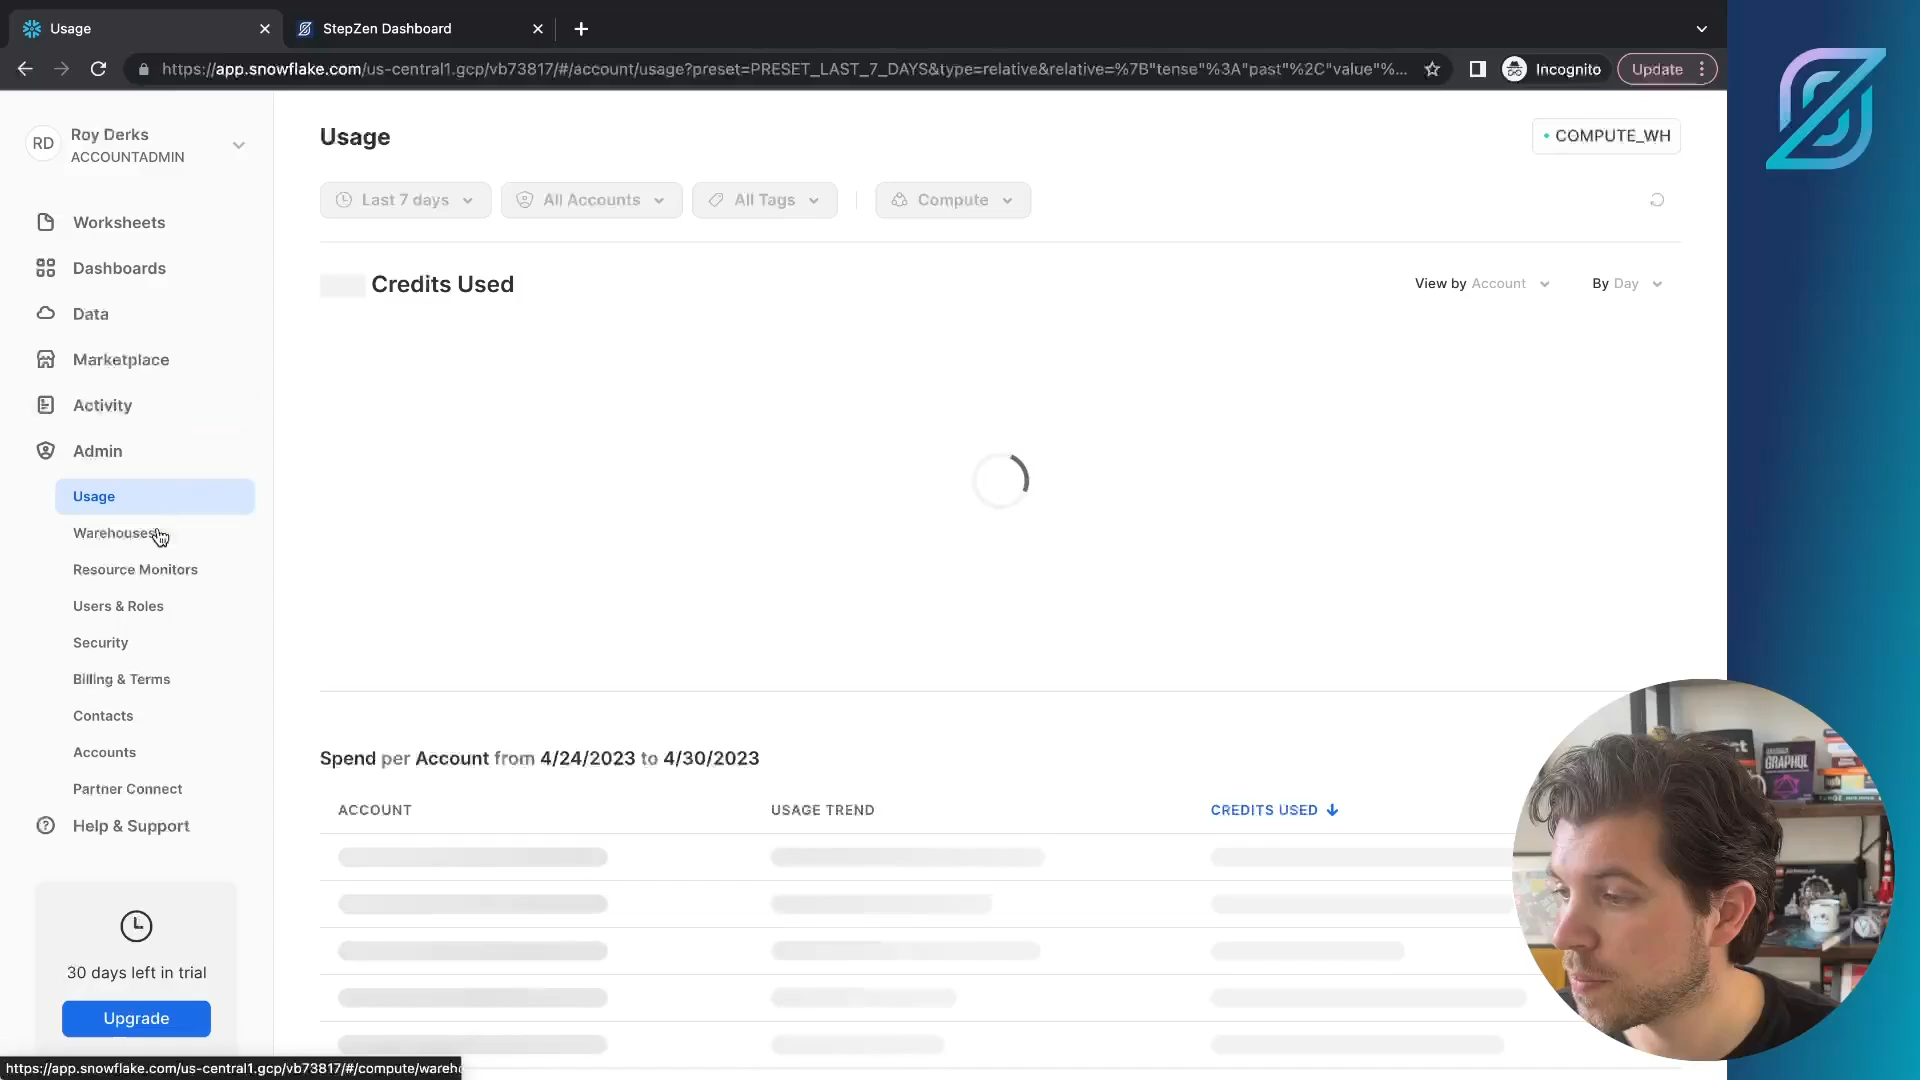 Usage
StepZen Dashboard
https://app.snowflake.com/us-central1.gcp/vb73817/#/account/usage?preset=PRESET_LAST_7_DAYS&type=relative&relative=%7B"tense"%3A"past"%2C"value"%...
Incognito
Update
RD
Roy Derks
ACCOUNTADMIN
Worksheets
Dashboards
Data
Marketplace
Activity
Admin
Usage
Warehouses
Resource Monitors
Users & Roles
Security
Billing & Terms
Contacts
Accounts
Partner Connect
Help & Support
30 days left in trial
Upgrade
https://app.snowflake.com/us-central1.gcp/vb73817/#/compute/wareho
Usage
COMPUTE_WH
Last 7 days
All Accounts
All Tags
Compute
Credits Used
View by Account
By Day
Spend per Account from 4/24/2023 to 4/30/2023
ACCOUNT
USAGE TREND
CREDITS USED
GRAPHQL